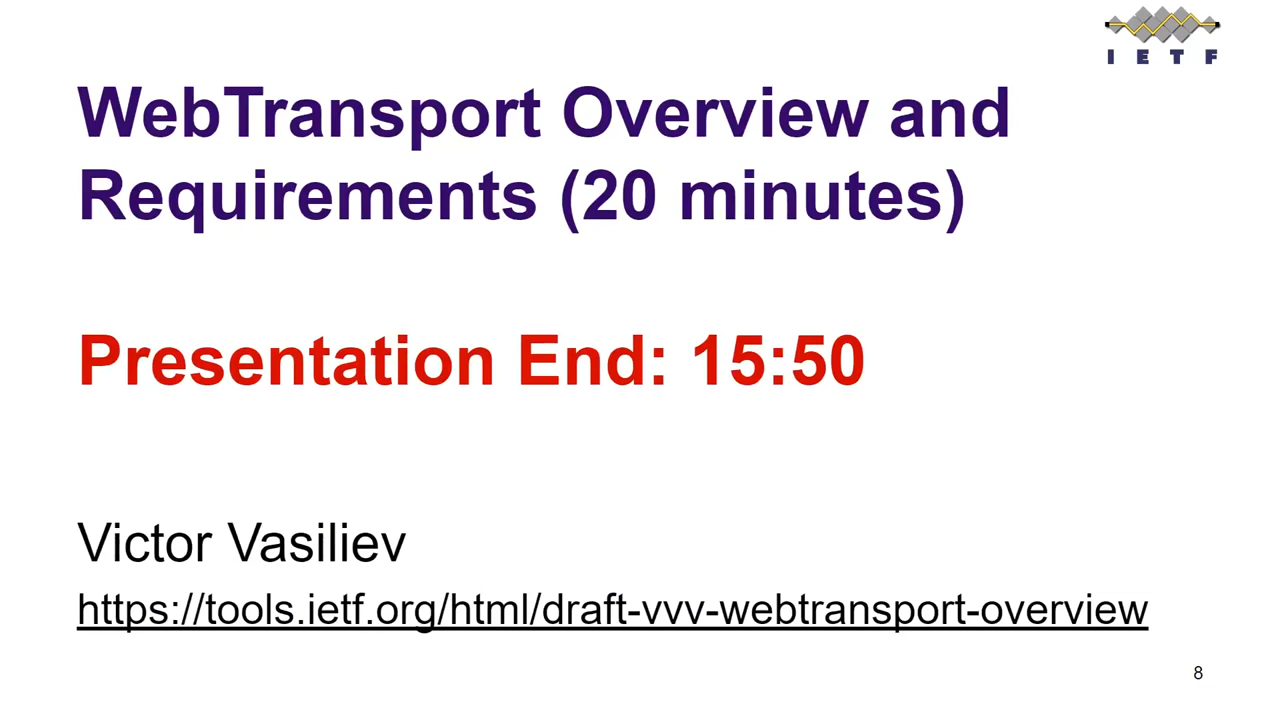 I E T F
WebTransport Overview and
Requirements (20 minutes)
Presentation End: 15:50
Victor Vasiliev
https://tools.ietf.org/html/draft-vvv-webtransport-overview
8